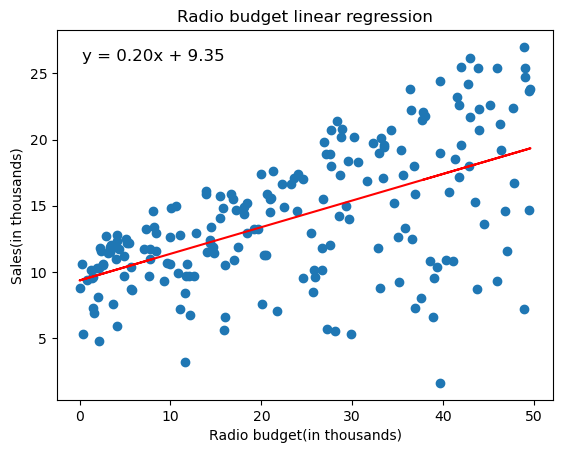 Radio budget linear regression
y = 0.20x + 9.35
Sales(in thousands)
25
20
15
10
5
0
10
20
30
40
50
Radio budget(in thousands)